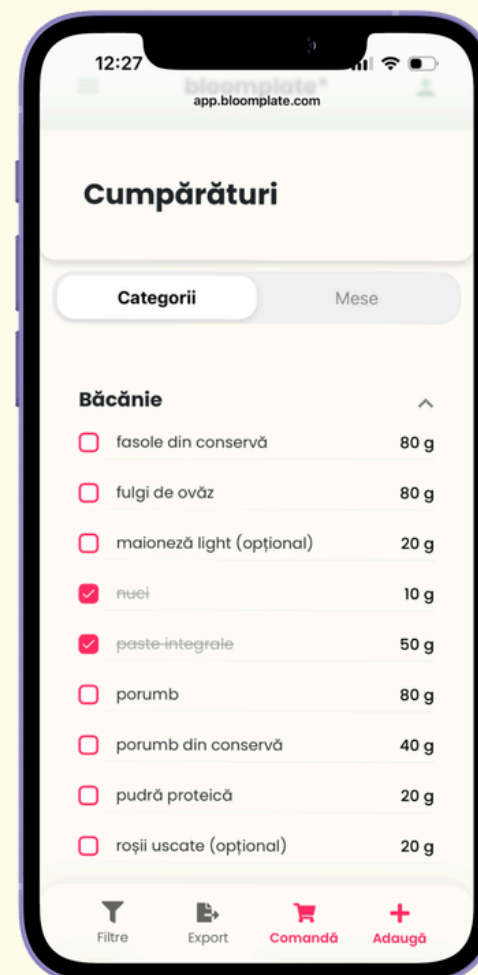 12:27
bloomplate*
app.bloomplate.com
Cumpărături
Categorii Mese
Băcănie
fasole din conservă 80 g
fulgi de ovăz 80 g
maioneză light (opțional) 20 g
nuci 10 g
paste integrale 50 g
porumb 80 g
porumb din conservă 40 g
pudră proteică 20 g
roșii uscate (opțional) 20 g
Filtre Export Comandă Adaugă